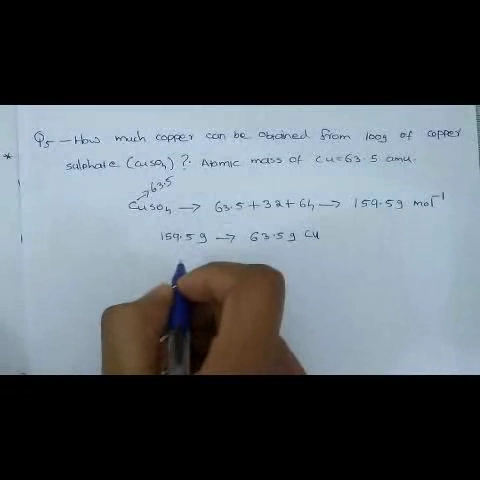 Q5 - How much copper can be obtained from 100g of copper
* sulphate (CuSO4) ? Atomic mass of Cu = 63.5 amu.
63.5
CuSO4 → 63.5 + 32 + 64 → 159.5 g mol⁻¹
159.5 g → 63.5 g Cu